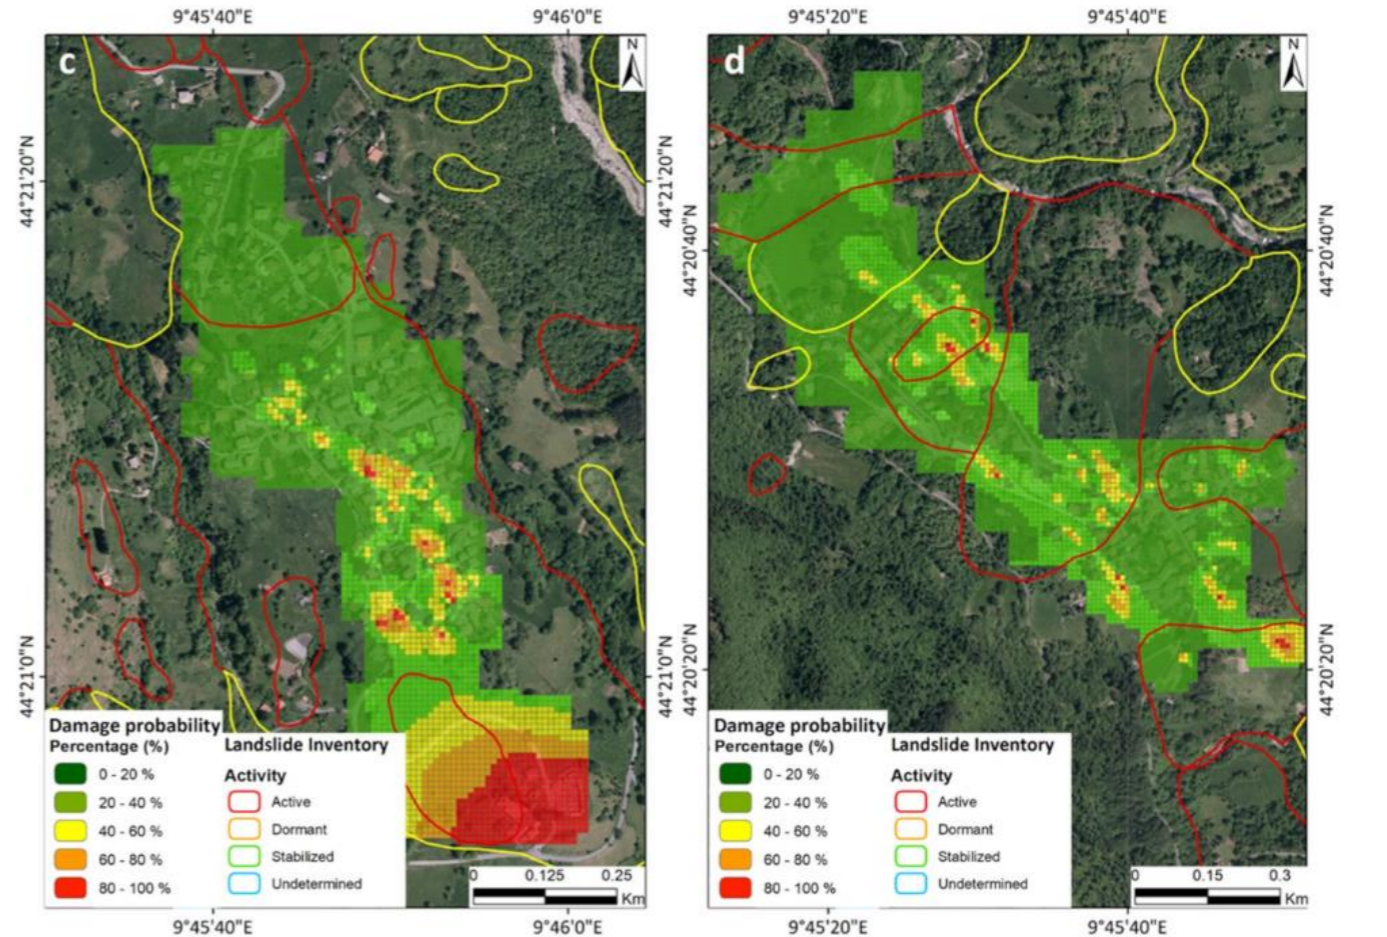 9°45'40"E 9°46'0"E 9°45'20"E 9°45'40"E
c N d N
44°21'20"N 44°21'20"N
44°20'40"N 44°20'40"N
44°21'0"N 44°21'0"N
44°20'20"N 44°20'20"N
Damage probability
Percentage (%)
0 - 20 %
20 - 40 %
40 - 60 %
60 - 80 %
80 - 100 %
Landslide Inventory
Activity
Active
Dormant
Stabilized
Undetermined
0 0.125 0.25
Km
Damage probability
Percentage (%)
0 - 20 %
20 - 40 %
40 - 60 %
60 - 80 %
80 - 100 %
Landslide Inventory
Activity
Active
Dormant
Stabilized
Undetermined
0 0.15 0.3
Km
9°45'40"E 9°46'0"E 9°45'20"E 9°45'40"E